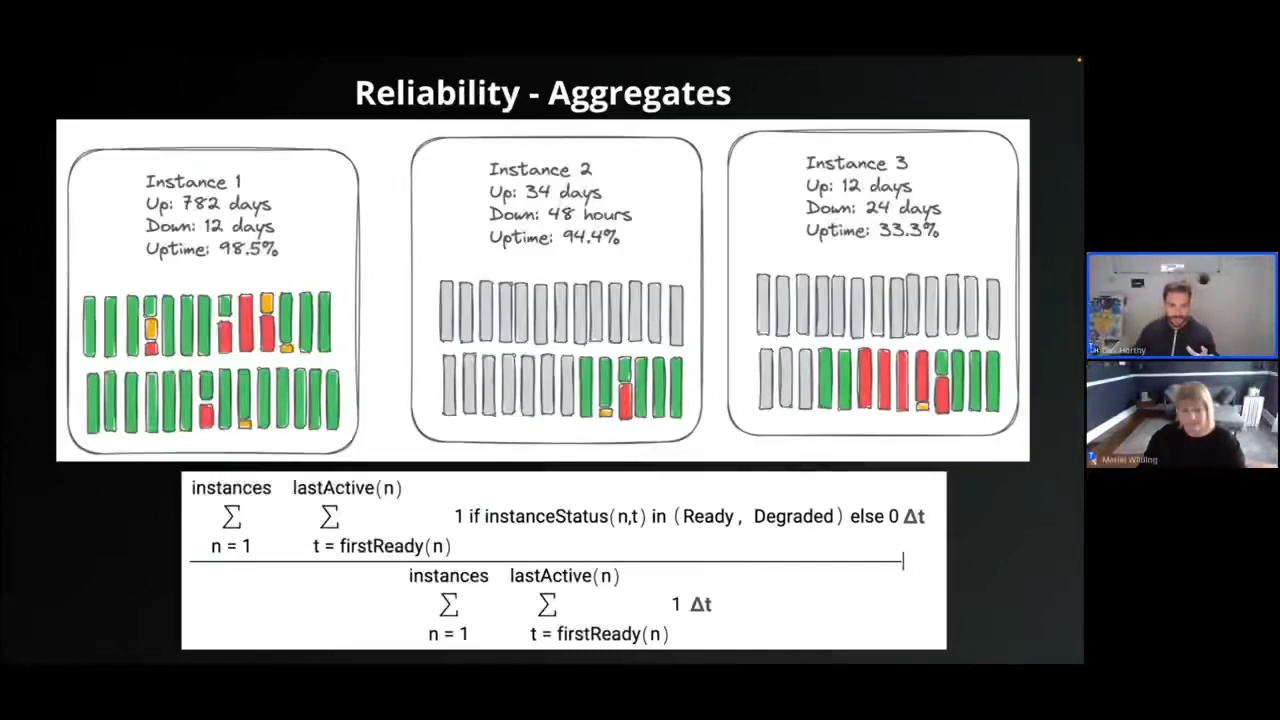 Reliability - Aggregates
Instance 1
Up: 782 days
Down: 12 days
Uptime: 98.5%
Instance 2
Up: 34 days
Down: 48 hours
Uptime: 94.4%
Instance 3
Up: 12 days
Down: 24 days
Uptime: 33.3%
instances lastActive(n)
∑ ∑ 1 if instanceStatus(n,t) in (Ready, Degraded) else 0 Δt
n = 1 t = firstReady(n)
instances lastActive(n)
∑ ∑ 1 Δt
n = 1 t = firstReady(n)